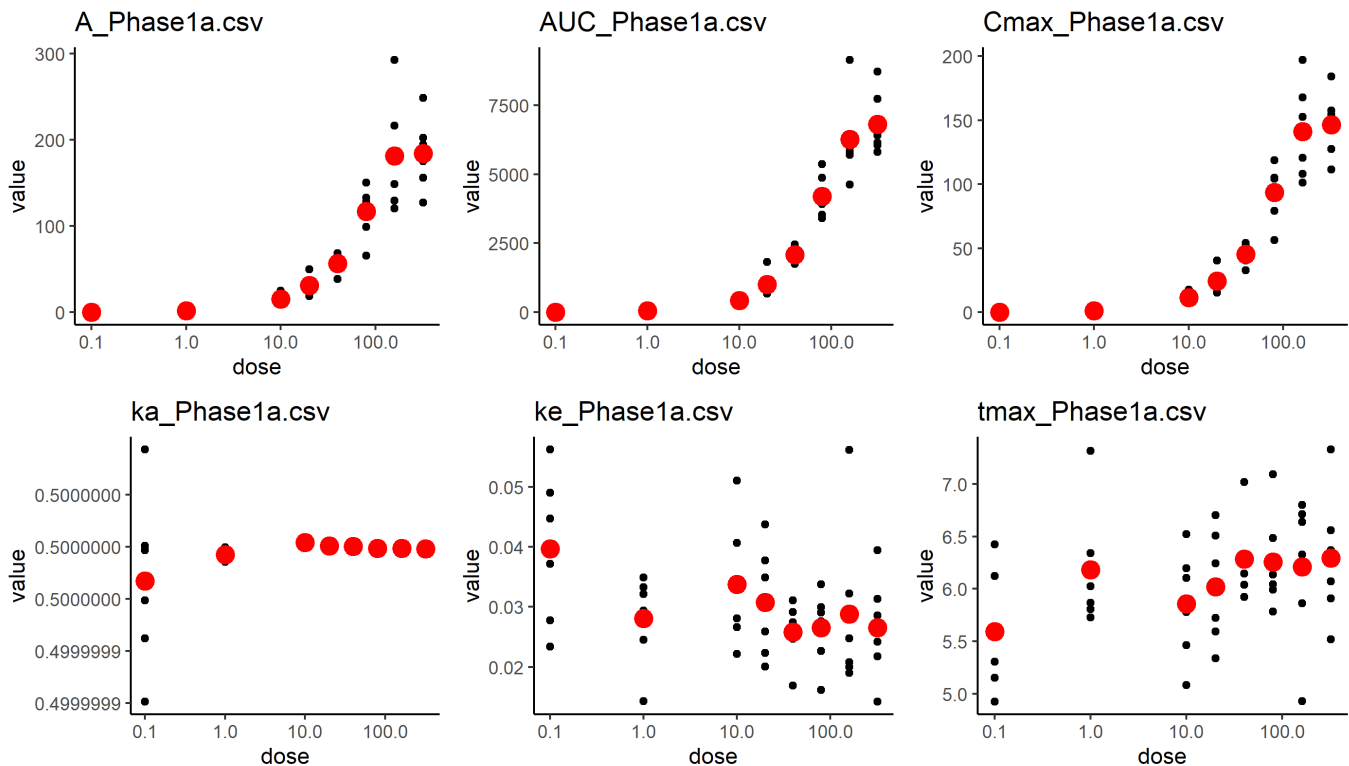 A_Phase1a.csv
300
200
100
0
value
0.1 1.0 10.0 100.0
dose
AUC_Phase1a.csv
7500
5000
2500
0
value
0.1 1.0 10.0 100.0
dose
Cmax_Phase1a.csv
200
150
100
50
0
value
0.1 1.0 10.0 100.0
dose
ka_Phase1a.csv
0.5000000
0.5000000
0.5000000
0.4999999
0.4999999
value
0.1 1.0 10.0 100.0
dose
ke_Phase1a.csv
0.05
0.04
0.03
0.02
value
0.1 1.0 10.0 100.0
dose
tmax_Phase1a.csv
7.0
6.5
6.0
5.5
5.0
value
0.1 1.0 10.0 100.0
dose